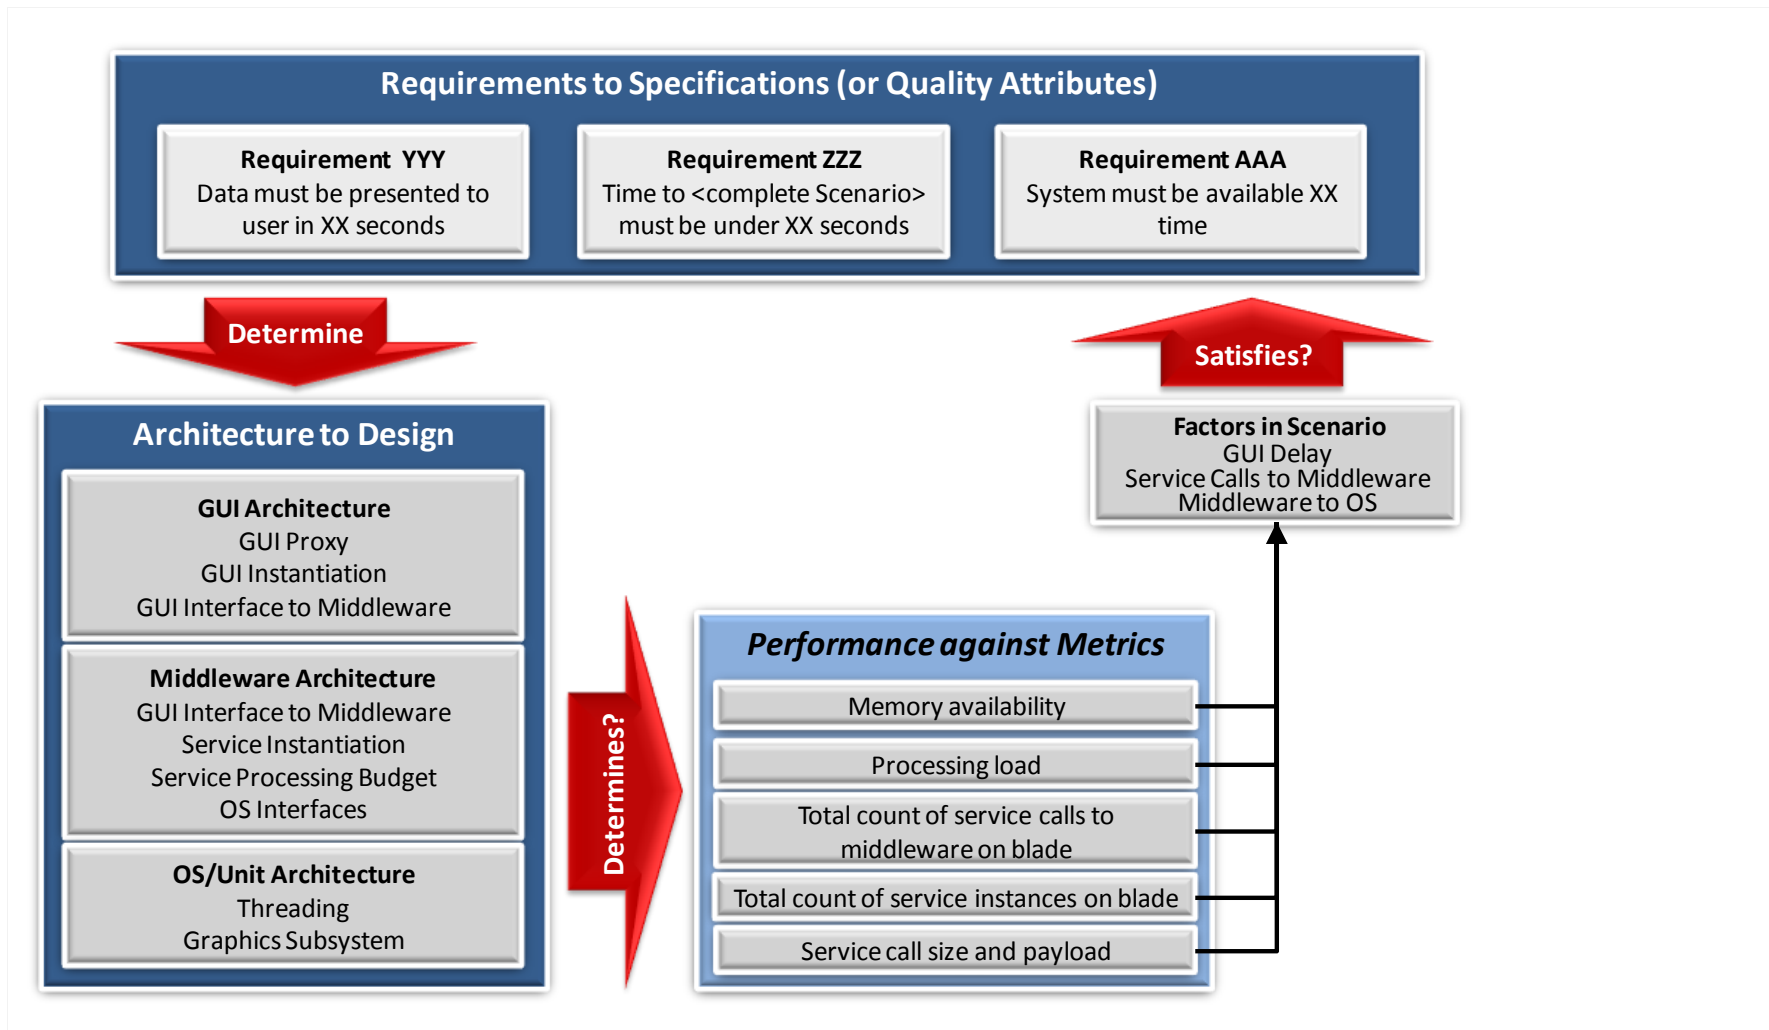 Requirements to Specifications (or Quality Attributes)
Requirement YYY
Data must be presented to
user in XX seconds
Requirement ZZZ
Time to <complete Scenario>
must be under XX seconds
Requirement AAA
System must be available XX
time
Determine
Satisfies?
Architecture to Design
GUI Architecture
GUI Proxy
GUI Instantiation
GUI Interface to Middleware
Middleware Architecture
GUI Interface to Middleware
Service Instantiation
Service Processing Budget
OS Interfaces
OS/Unit Architecture
Threading
Graphics Subsystem
Determines?
Performance against Metrics
Memory availability
Processing load
Total count of service calls to
middleware on blade
Total count of service instances on blade
Service call size and payload
Factors in Scenario
GUI Delay
Service Calls to Middleware
Middleware to OS